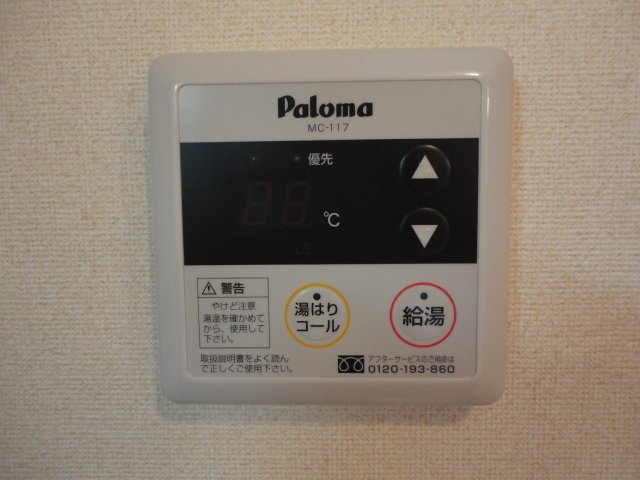 Paloma
MC-117
優先
℃
警告
やけど注意
湯温を確かめて
から、使用して
下さい。
湯はり
コール
給湯
取扱説明書をよく読ん
で正しくご使用下さい。
アフターサービスのご用命は
0120-193-860